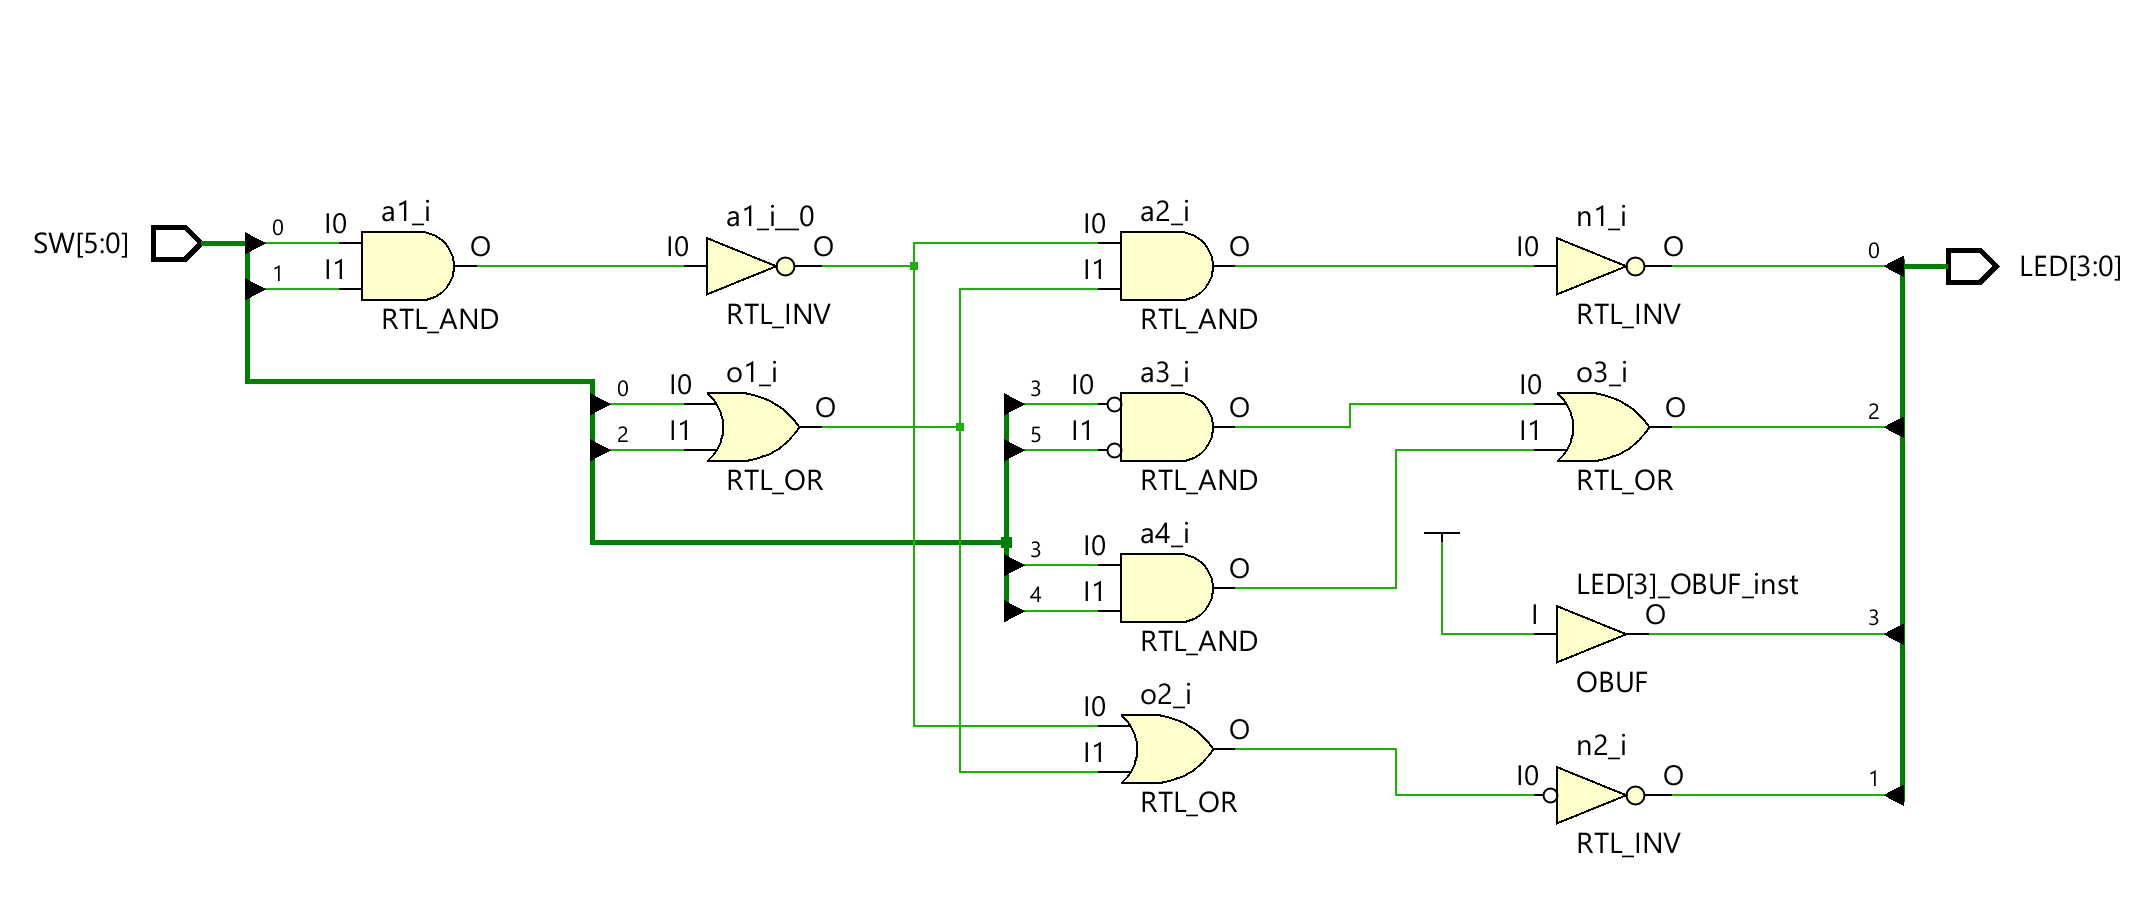 SW[5:0]
0
1
I0
I1
a1_i
O
RTL_AND
a1_i__0
I0
O
RTL_INV
a2_i
I0
I1
O
RTL_AND
n1_i
I0
O
RTL_INV
0
LED[3:0]
o1_i
0
2
I0
I1
O
RTL_OR
a3_i
3
5
I0
I1
O
RTL_AND
o3_i
I0
I1
O
RTL_OR
2
a4_i
3
4
I0
I1
O
RTL_AND
LED[3]_OBUF_inst
I
O
OBUF
3
o2_i
I0
I1
O
RTL_OR
n2_i
I0
O
RTL_INV
1